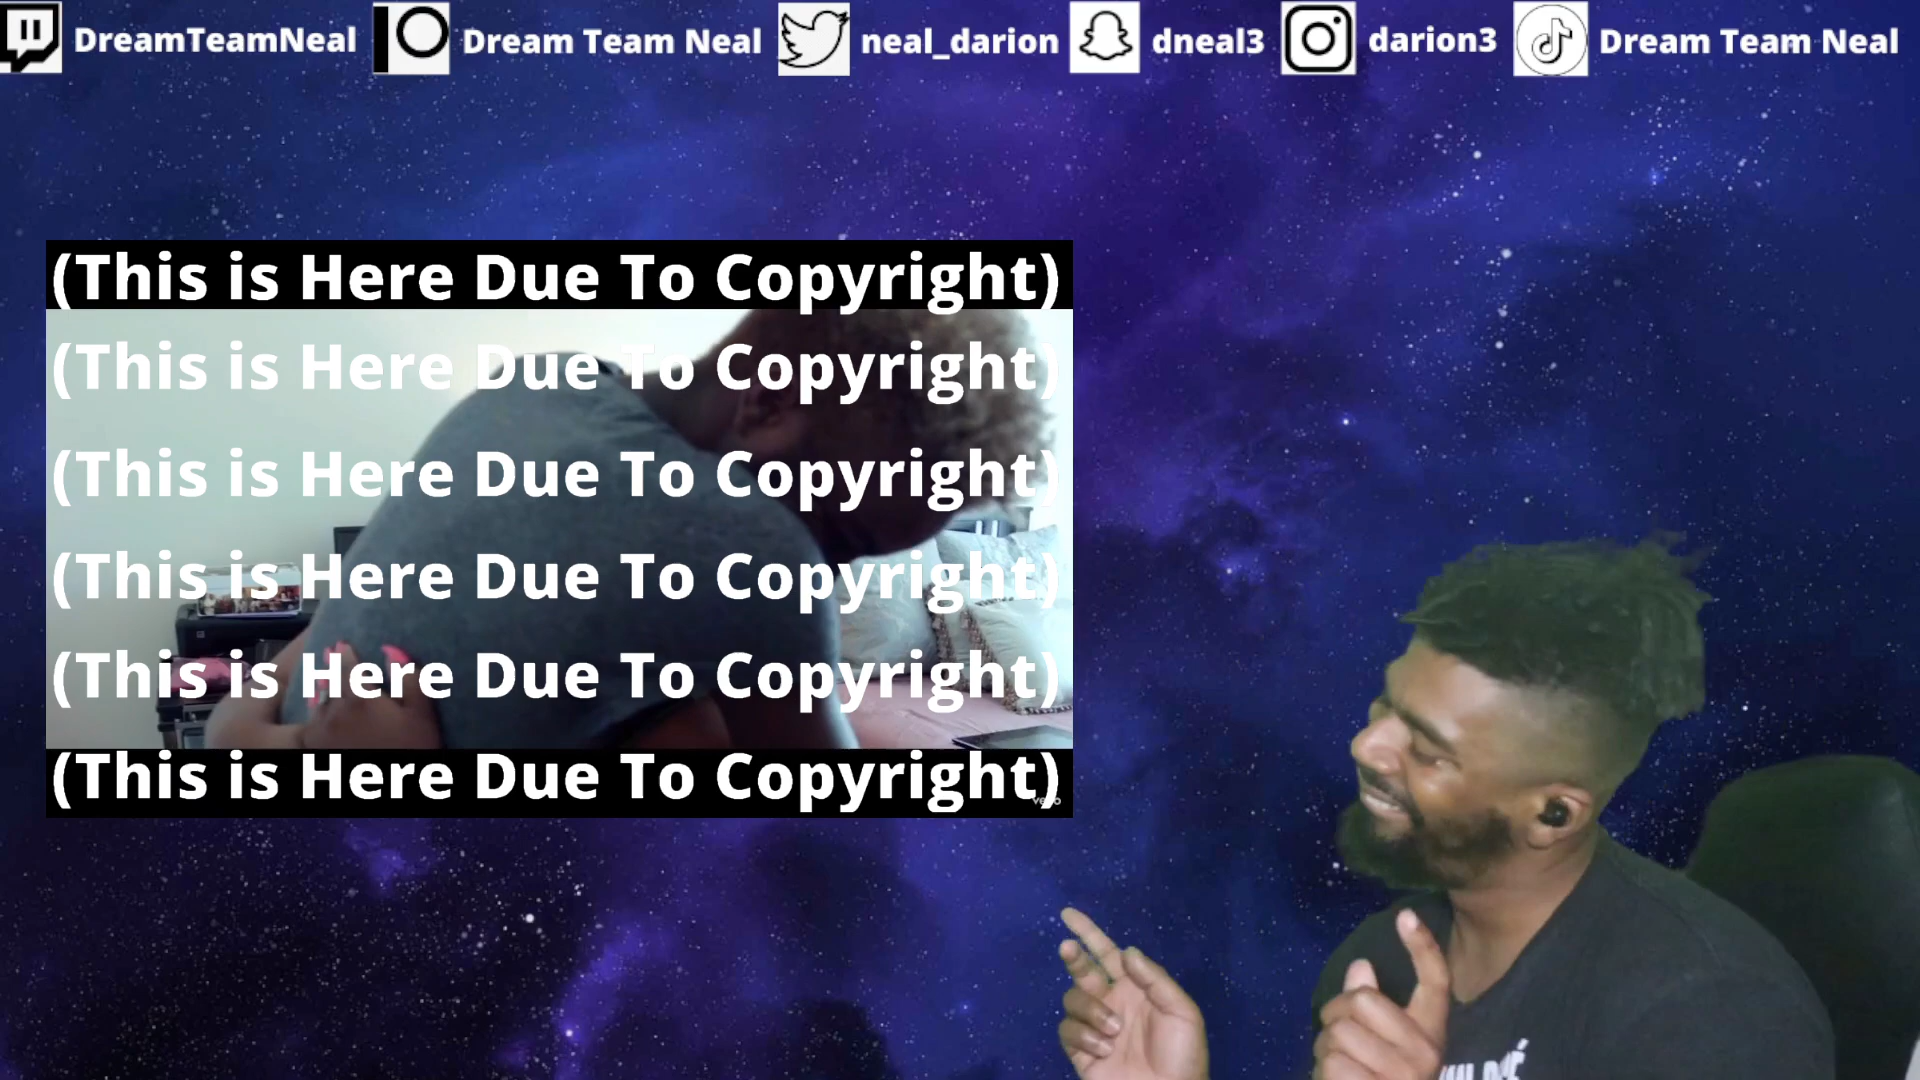 DreamTeamNeal
Dream Team Neal
neal_darion
dneal3
darion3
Dream Team Neal
(This is Here Due To Copyright)
(This is Here Due To Copyright)
(This is Here Due To Copyright)
(This is Here Due To Copyright)
(This is Here Due To Copyright)
(This is Here Due To Copyright)
vevo